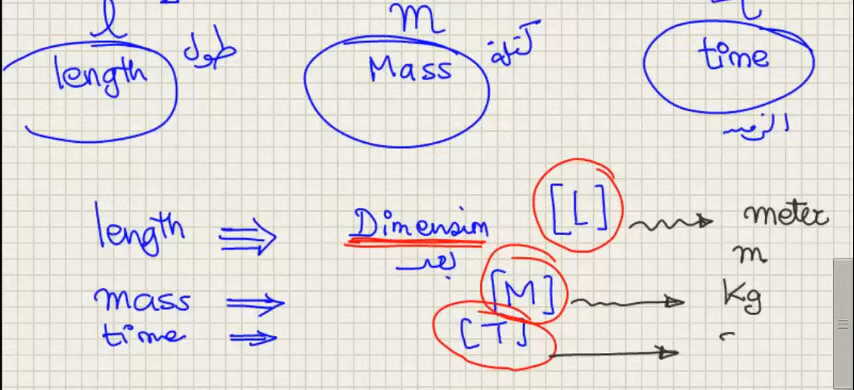 l m t
length طول Mass كتلة time
الزمن
length ⇒ Dimension [L] → meter
بعد m
mass ⇒ [M] → Kg
time ⇒ [T] →